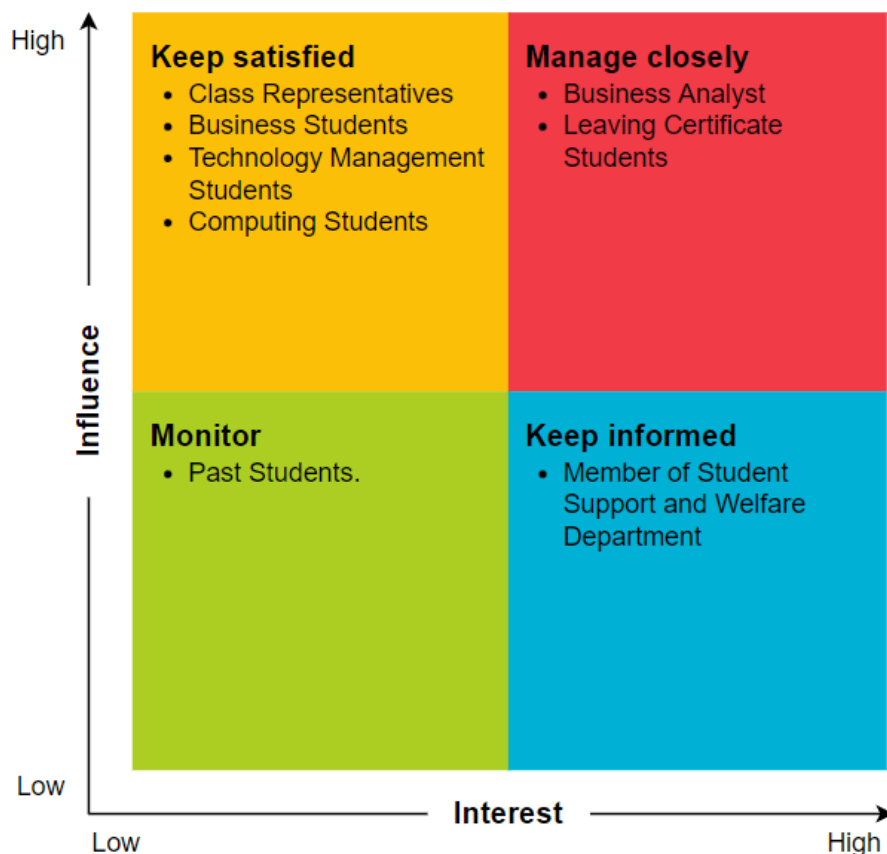 High
Keep satisfied
• Class Representatives
• Business Students
• Technology Management
Students
• Computing Students
Manage closely
• Business Analyst
• Leaving Certificate
Students
Influence
Monitor
• Past Students.
Keep informed
• Member of Student
Support and Welfare
Department
Low
Interest
Low
High